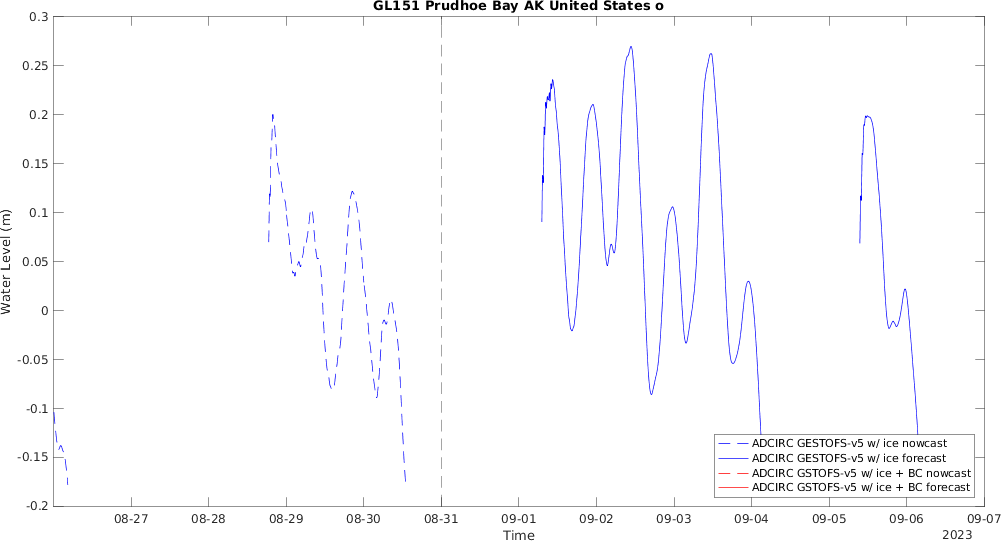 GL151 Prudhoe Bay AK United States o
0.3
0.25
0.2
0.15
0.1
0.05
0
-0.05
-0.1
-0.15
-0.2
Water Level (m)
ADCIRC GESTOFS-v5 w/ ice nowcast
ADCIRC GESTOFS-v5 w/ ice forecast
ADCIRC GSTOFS-v5 w/ ice + BC nowcast
ADCIRC GSTOFS-v5 w/ ice + BC forecast
08-27 08-28 08-29 08-30 08-31 09-01 09-02 09-03 09-04 09-05 09-06 09-07
Time 2023